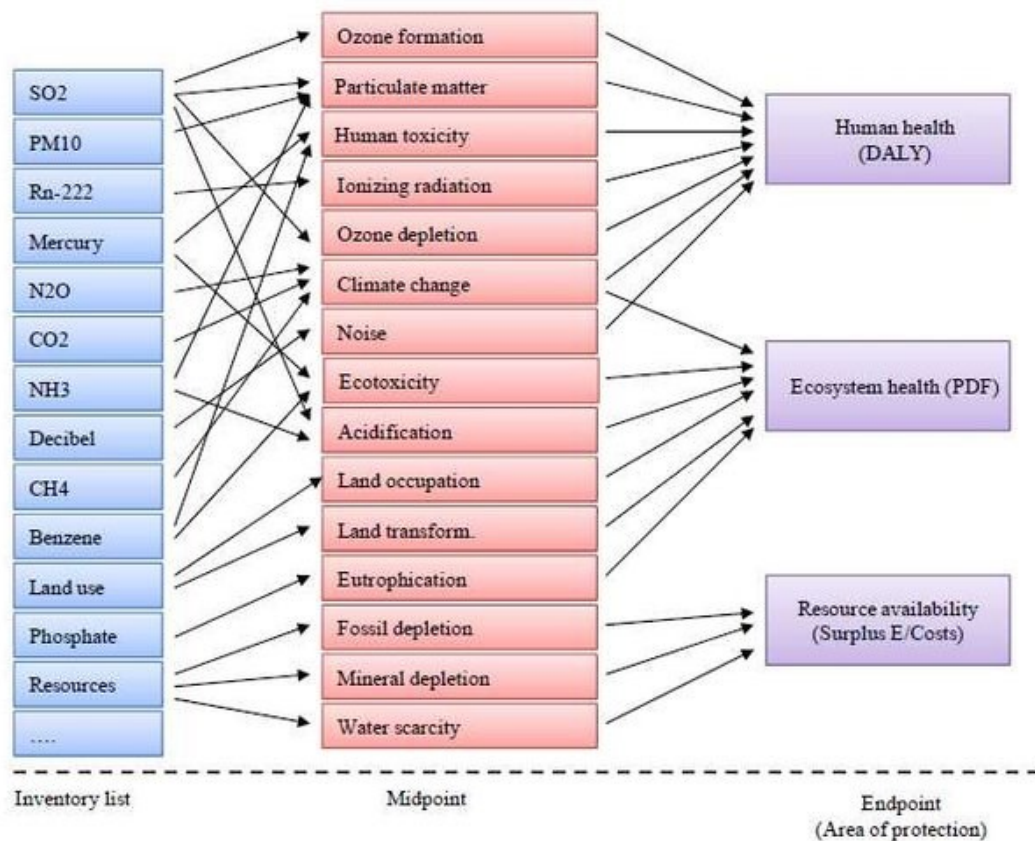 SO2
PM10
Rn-222
Mercury
N2O
CO2
NH3
Decibel
CH4
Benzene
Land use
Phosphate
Resources
....
Inventory list
Ozone formation
Particulate matter
Human toxicity
Ionizing radiation
Ozone depletion
Climate change
Noise
Ecotoxicity
Acidification
Land occupation
Land transform.
Eutrophication
Fossil depletion
Mineral depletion
Water scarcity
Midpoint
Human health
(DALY)
Ecosystem health (PDF)
Resource availability
(Surplus E/Costs)
Endpoint
(Area of protection)